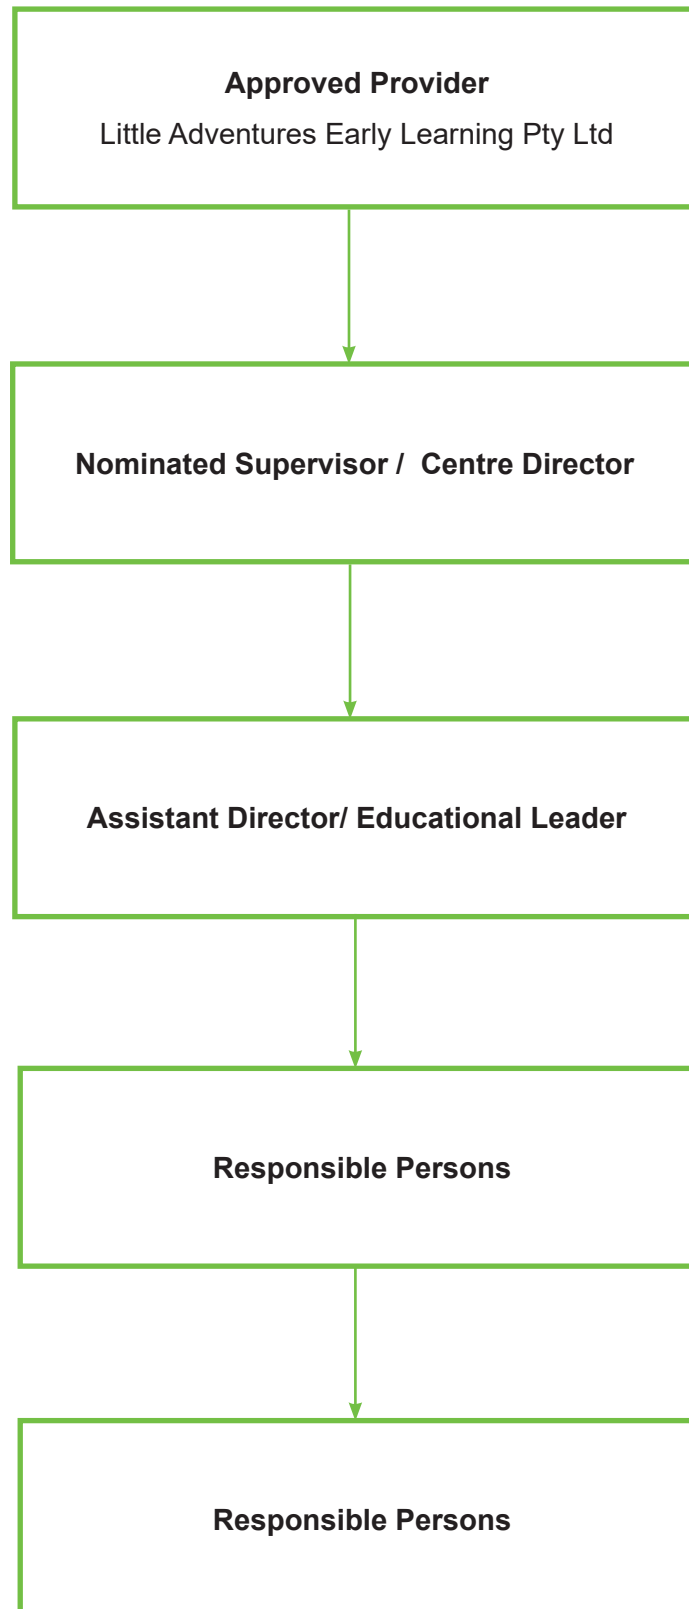 Approved Provider
Little Adventures Early Learning Pty Ltd
Nominated Supervisor /  Centre Director
Assistant Director/ Educational Leader
Responsible Persons
Responsible Persons